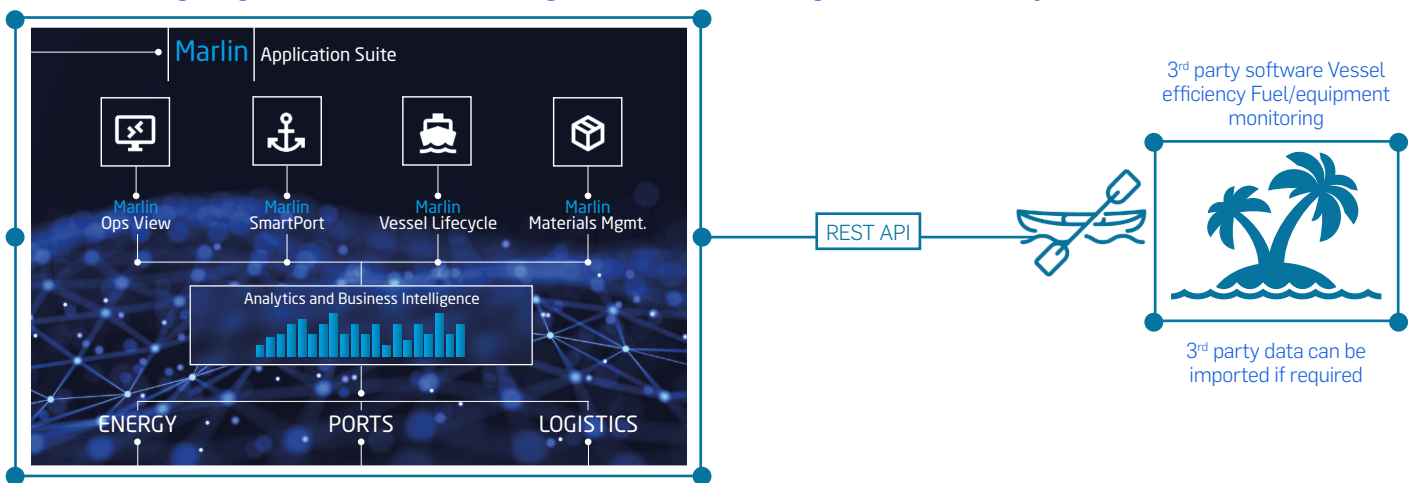 Marlin Application Suite
Marlin
Ops View
Marlin
SmartPort
Marlin
Vessel Lifecycle
Marlin
Materials Mgmt.
Analytics and Business Intelligence
ENERGY
PORTS
LOGISTICS
REST API
3rd party software Vessel
efficiency Fuel/equipment
monitoring
3rd party data can be
imported if required